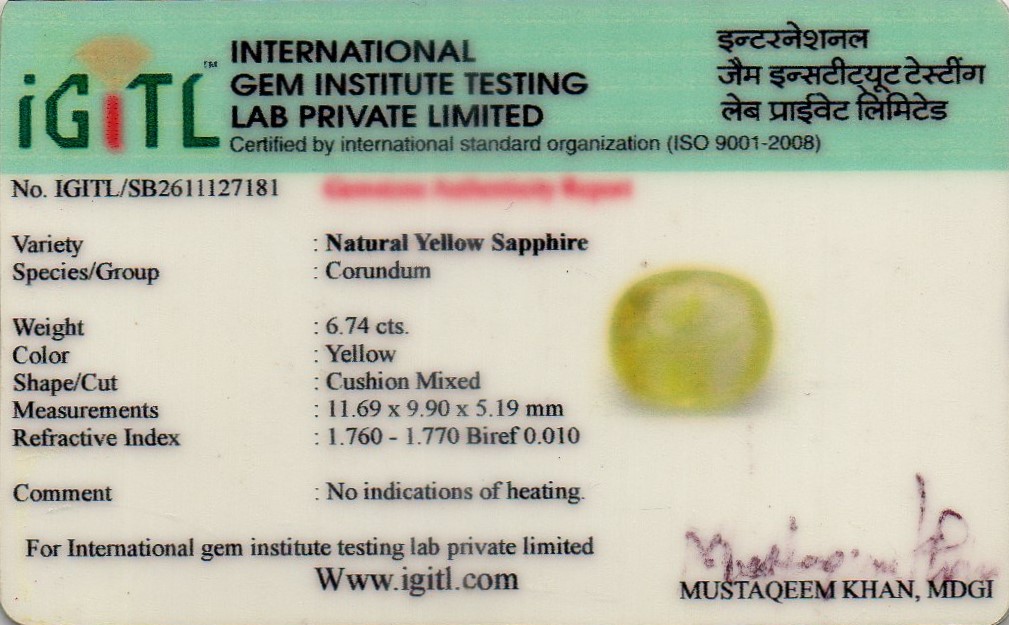 iGiTL™
INTERNATIONAL
GEM INSTITUTE TESTING
LAB PRIVATE LIMITED
Certified by international standard organization (ISO 9001-2008)
इन्टरनेशनल
जैम इन्सटीट्यूट टेस्टींग
लेब प्राईवेट लिमिटेड
No. IGITL/SB2611127181
Variety : Natural Yellow Sapphire
Species/Group : Corundum
Weight : 6.74 cts.
Color : Yellow
Shape/Cut : Cushion Mixed
Measurements : 11.69 x 9.90 x 5.19 mm
Refractive Index : 1.760 - 1.770 Biref 0.010
Comment : No indications of heating.
For International gem institute testing lab private limited
Www.igitl.com
MUSTAQEEM KHAN, MDGI